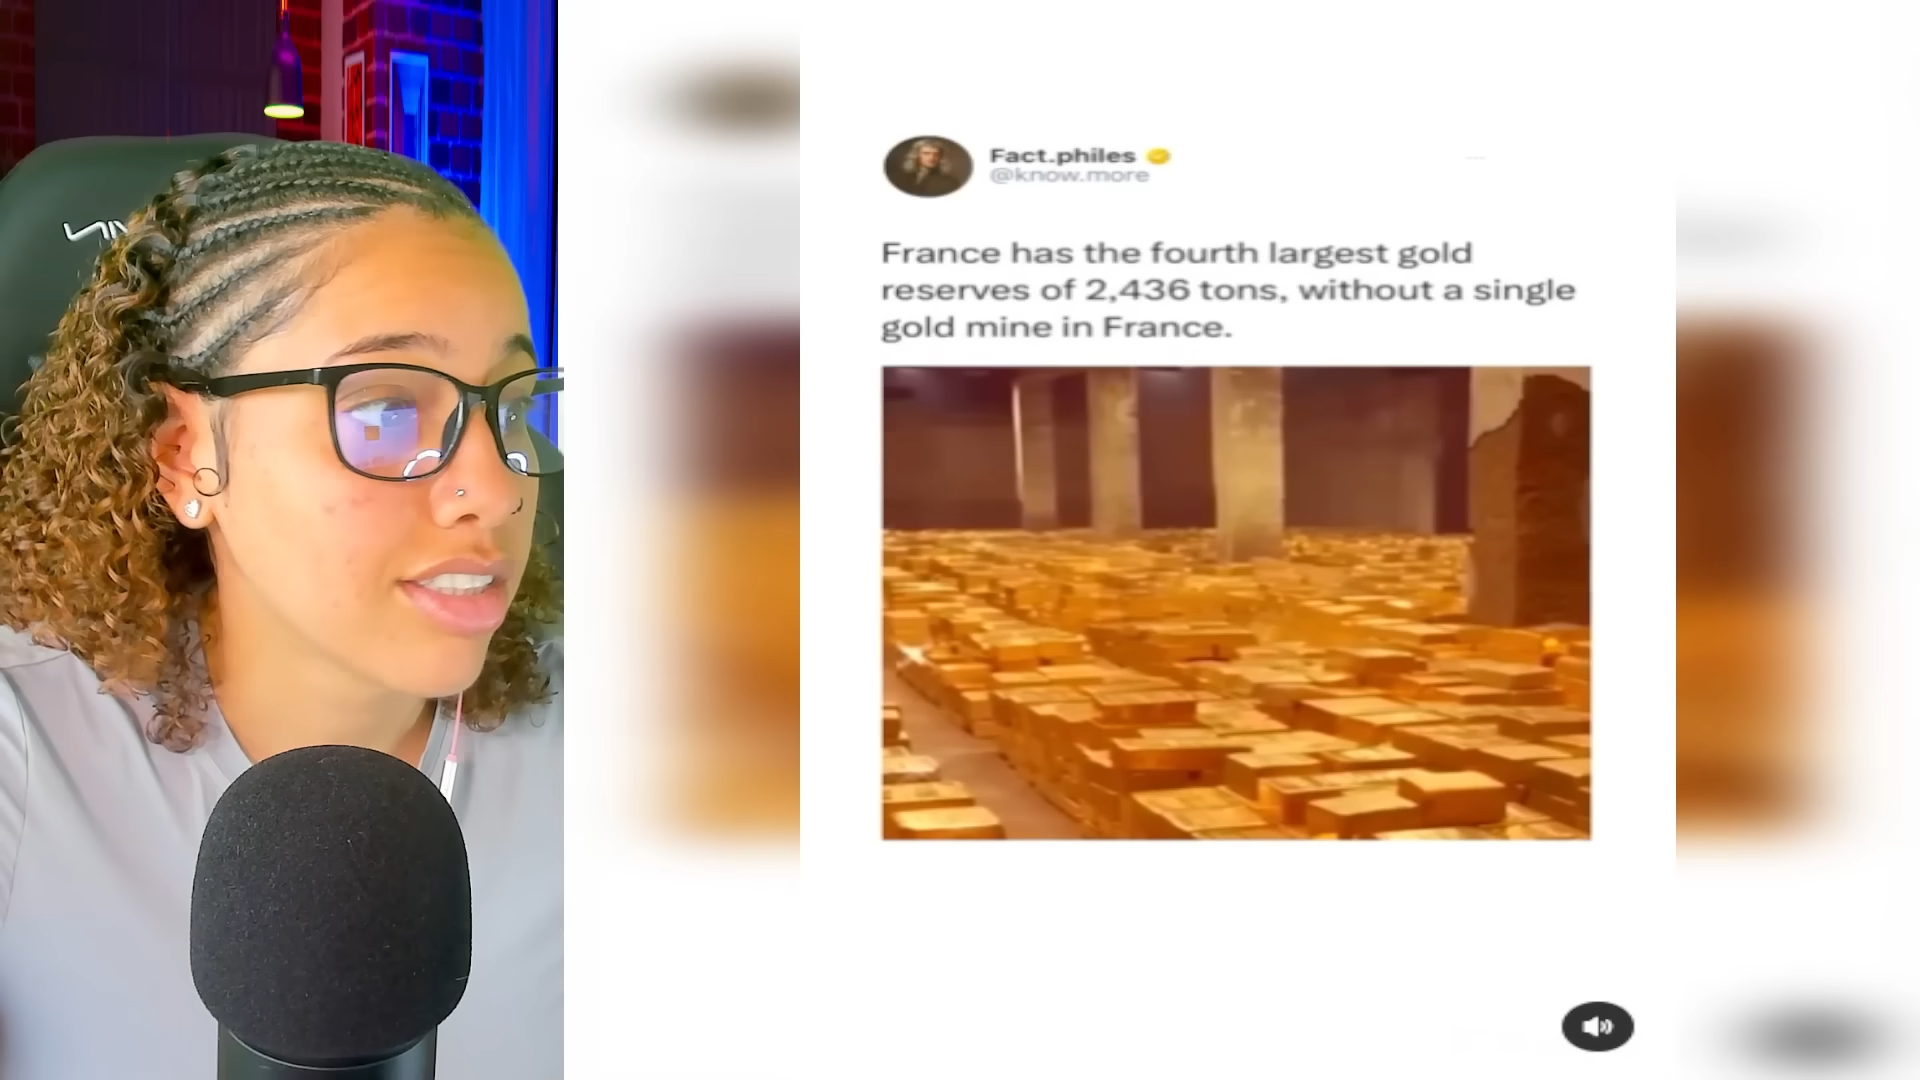 Fact.philes
@know.more
France has the fourth largest gold
reserves of 2,436 tons, without a single
gold mine in France.